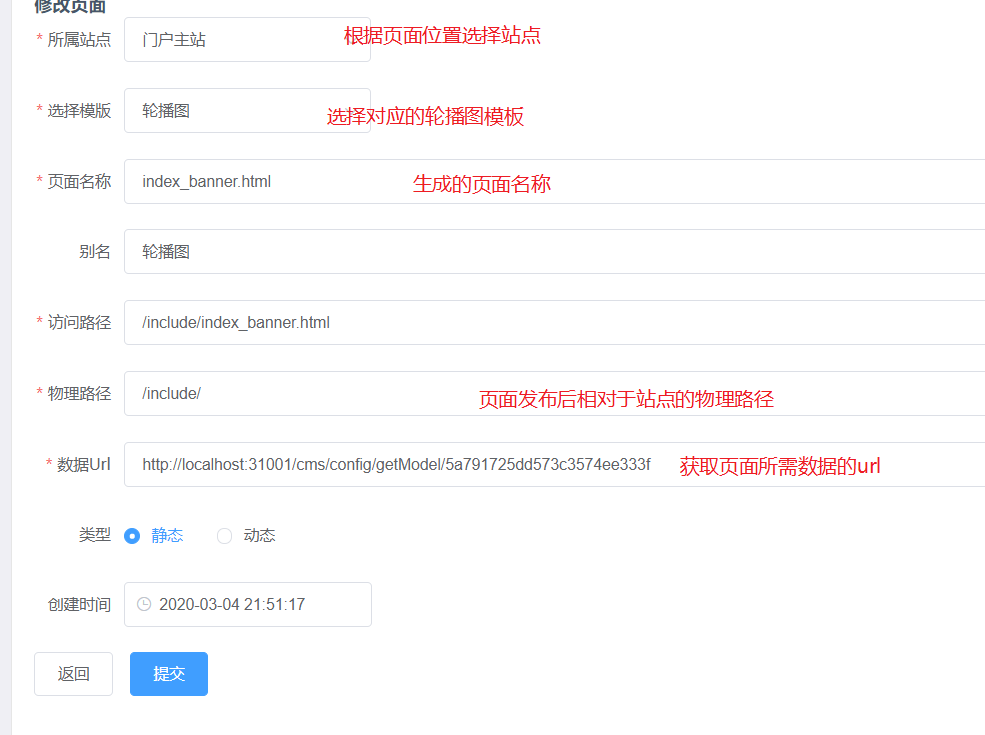 修改页面
* 所属站点 门户主站 根据页面位置选择站点
* 选择模版 轮播图 选择对应的轮播图模板
* 页面名称 index_banner.html 生成的页面名称
别名 轮播图
* 访问路径 /include/index_banner.html
* 物理路径 /include/ 页面发布后相对于站点的物理路径
* 数据Url http://localhost:31001/cms/config/getModel/5a791725dd573c3574ee333f 获取页面所需数据的url
类型 静态 动态
创建时间 2020-03-04 21:51:17
返回 提交